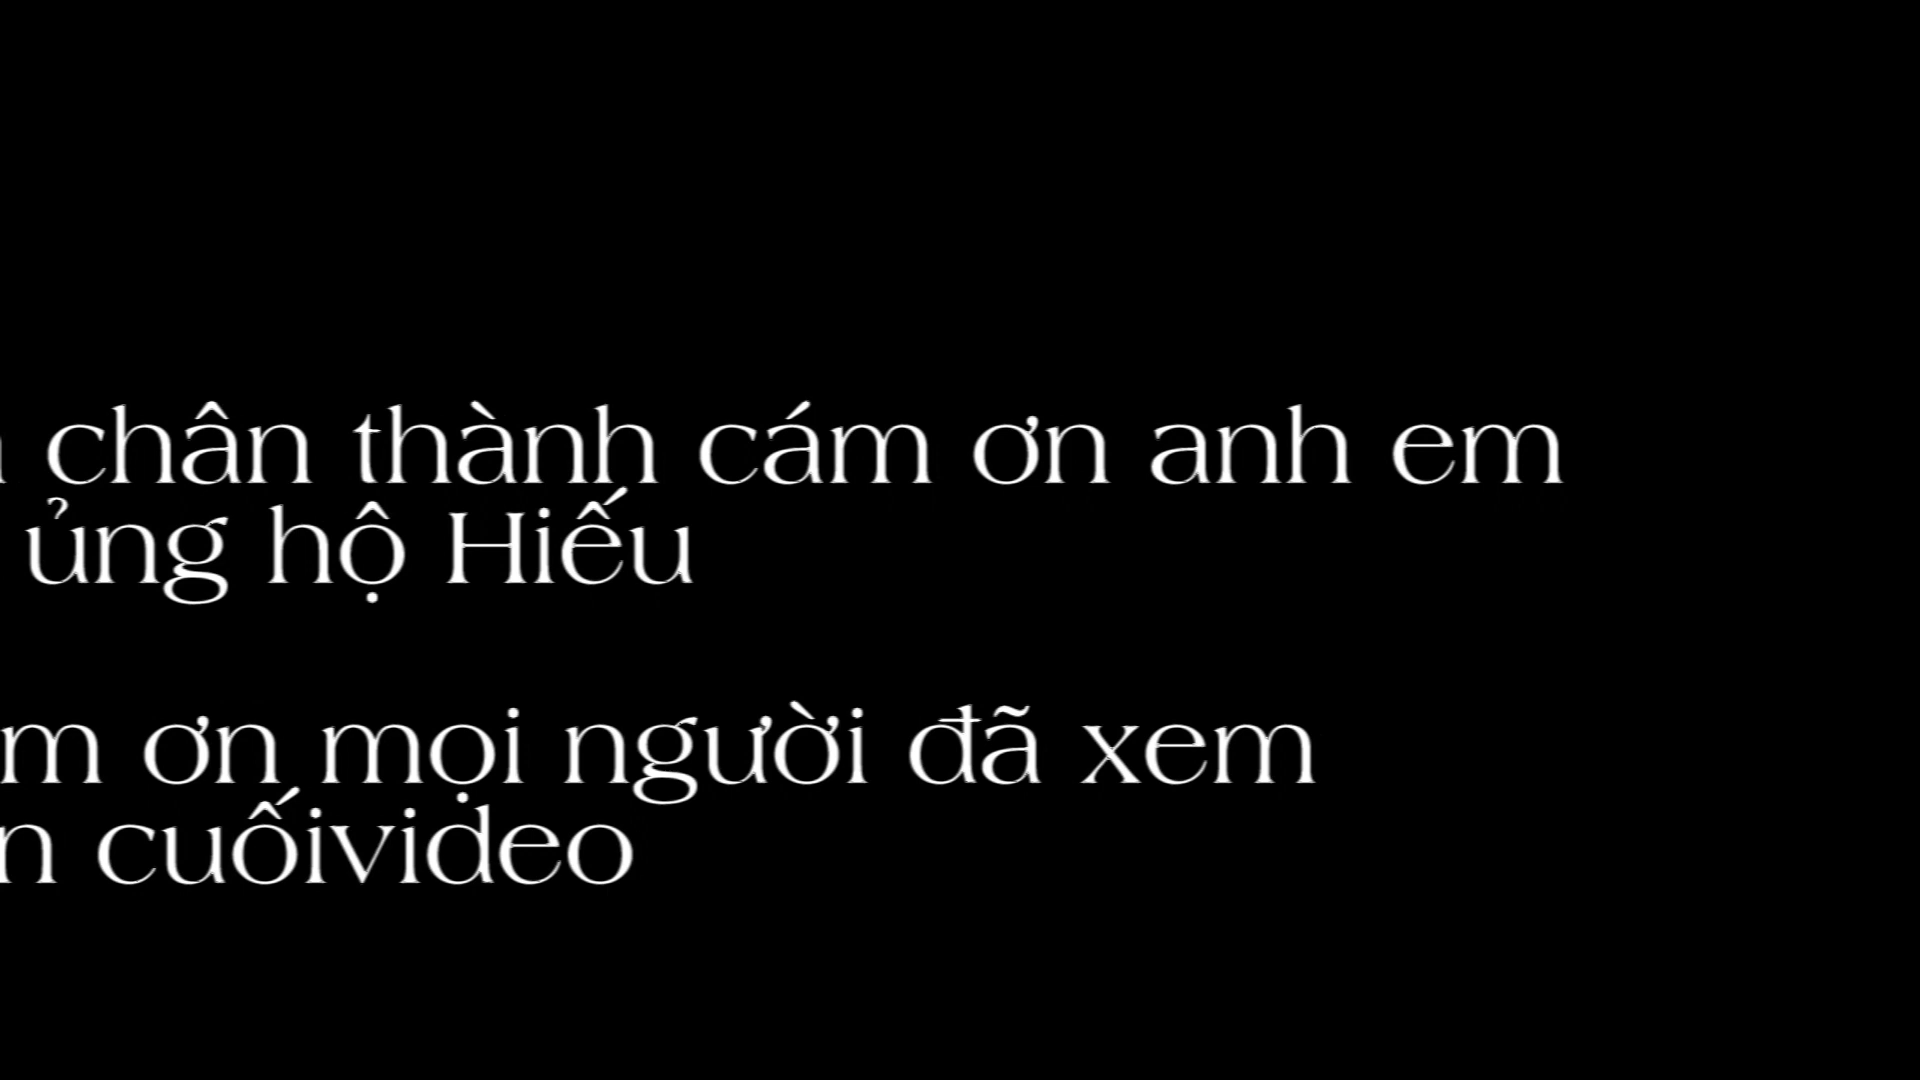 chân thành cám ơn anh em
ủng hộ Hiếu
ơn mọi người đã xem
cuốivideo